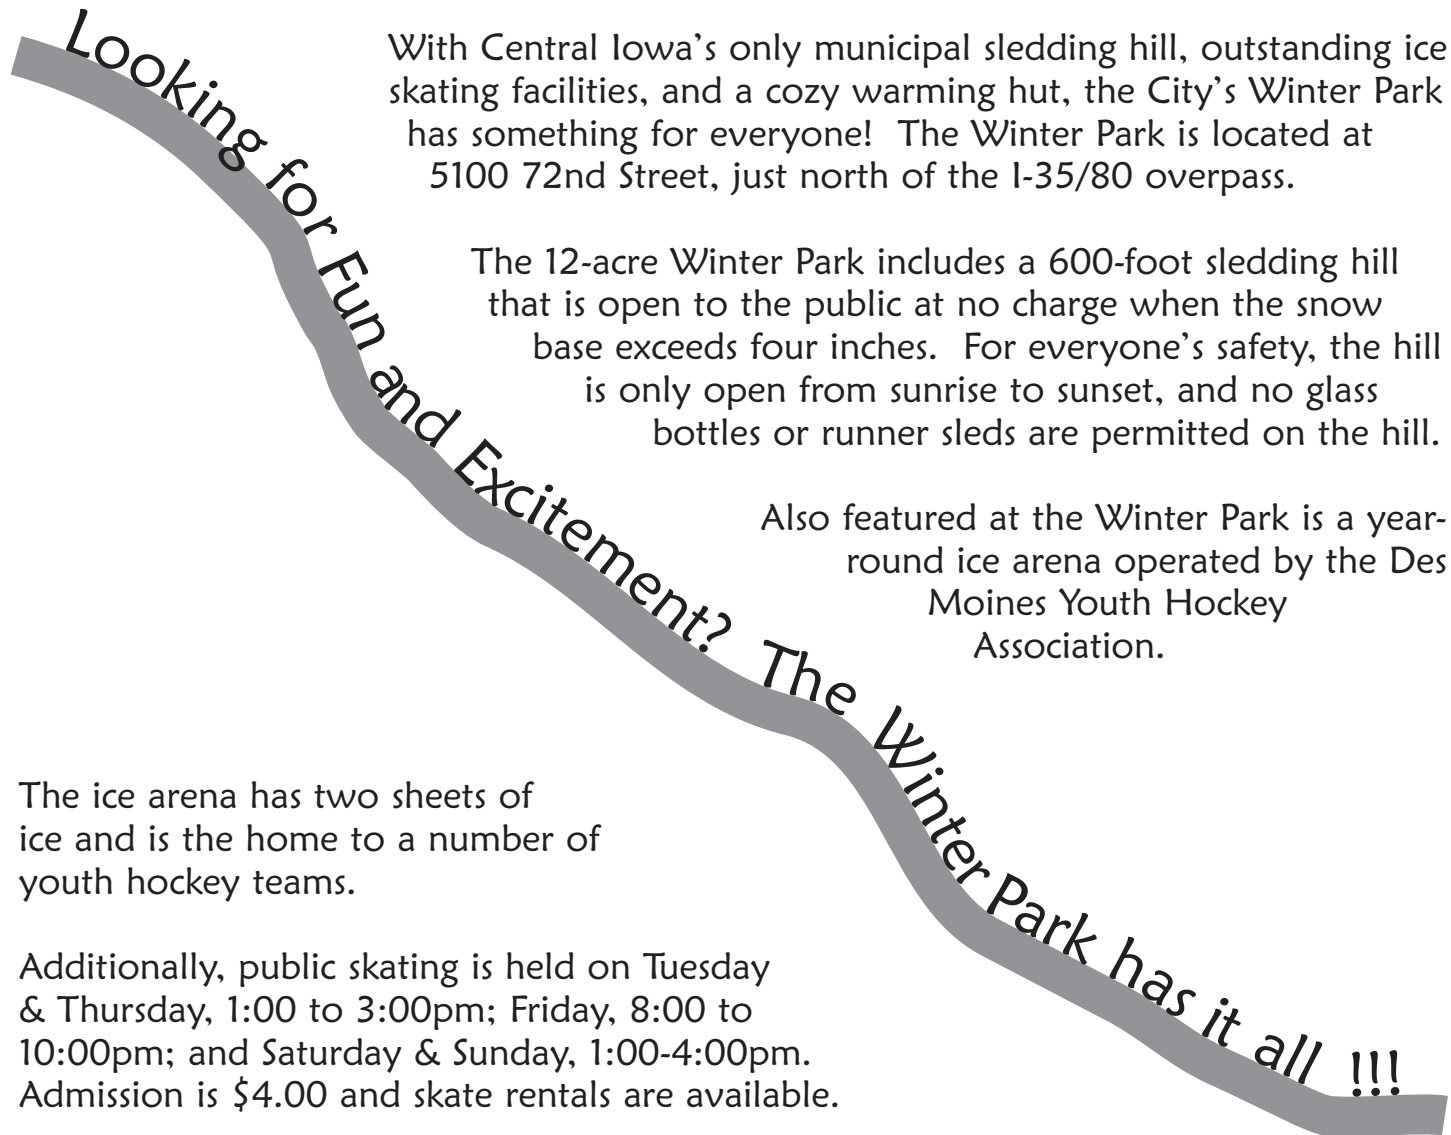 Looking for Fun and Excitement?  The Winter Park has it all !!!
With Central Iowa's only municipal sledding hill, outstanding ice
skating facilities, and a cozy warming hut, the City's Winter Park
has something for everyone!  The Winter Park is located at
5100 72nd Street, just north of the I-35/80 overpass.
The 12-acre Winter Park includes a 600-foot sledding hill
that is open to the public at no charge when the snow
base exceeds four inches.  For everyone's safety, the hill
is only open from sunrise to sunset, and no glass
bottles or runner sleds are permitted on the hill.
Also featured at the Winter Park is a year-
round ice arena operated by the Des
Moines Youth Hockey
Association.
The ice arena has two sheets of
ice and is the home to a number of
youth hockey teams.
Additionally, public skating is held on Tuesday
& Thursday, 1:00 to 3:00pm; Friday, 8:00 to
10:00pm; and Saturday & Sunday, 1:00-4:00pm.
Admission is $4.00 and skate rentals are available.